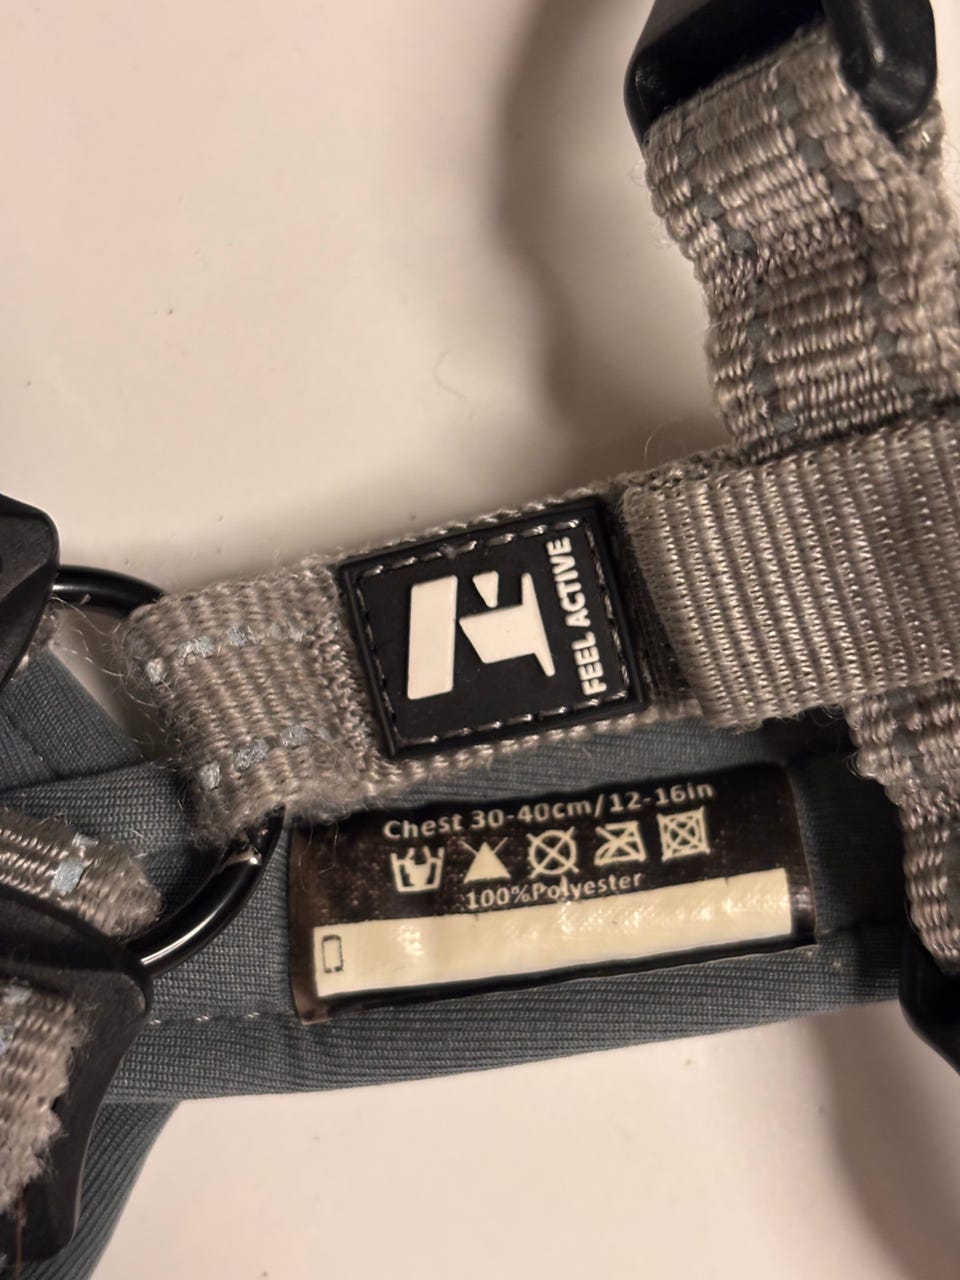 FEEL ACTIVE
Chest 30-40cm/12-16in
100%Polyester